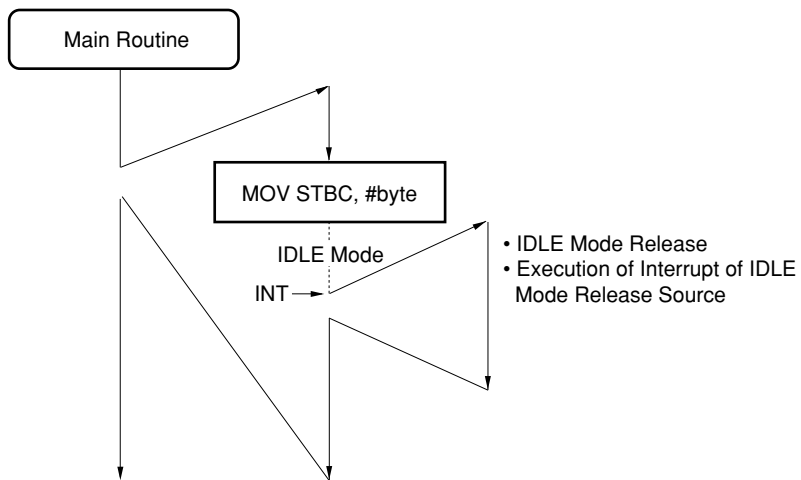 Main Routine
MOV STBC, #byte
IDLE Mode
INT
• IDLE Mode Release
• Execution of Interrupt of IDLE
Mode Release Source